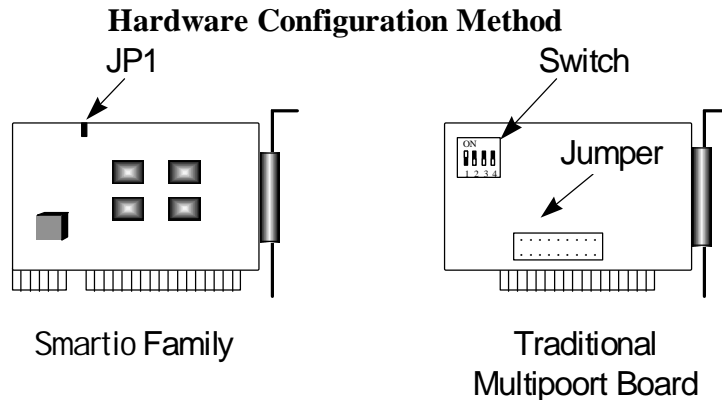 Hardware Configuration Method
JP1
Switch
ON
1 2 3 4
Jumper
Smartio Family
Traditional
Multipoort Board